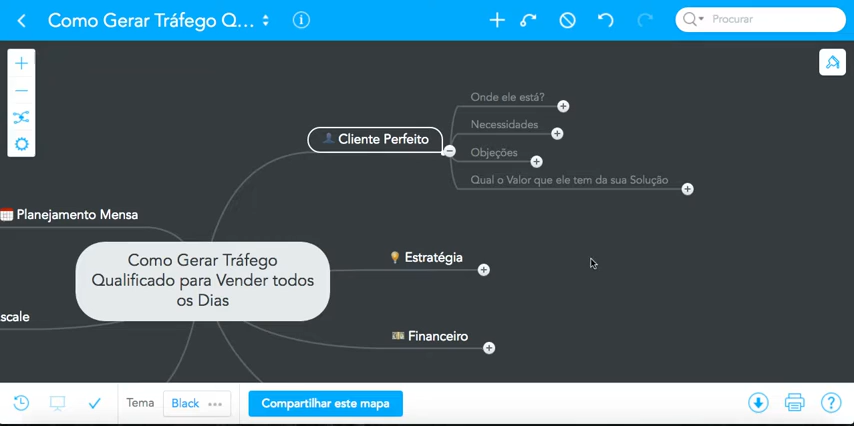 Como Gerar Tráfego Q...
Procurar
Onde ele está?
Necessidades
Objeções
Qual o Valor que ele tem da sua Solução
Cliente Perfeito
Planejamento Mensa
Como Gerar Tráfego
Qualificado para Vender todos
os Dias
Estratégia
scale
Financeiro
Tema
Black
Compartilhar este mapa